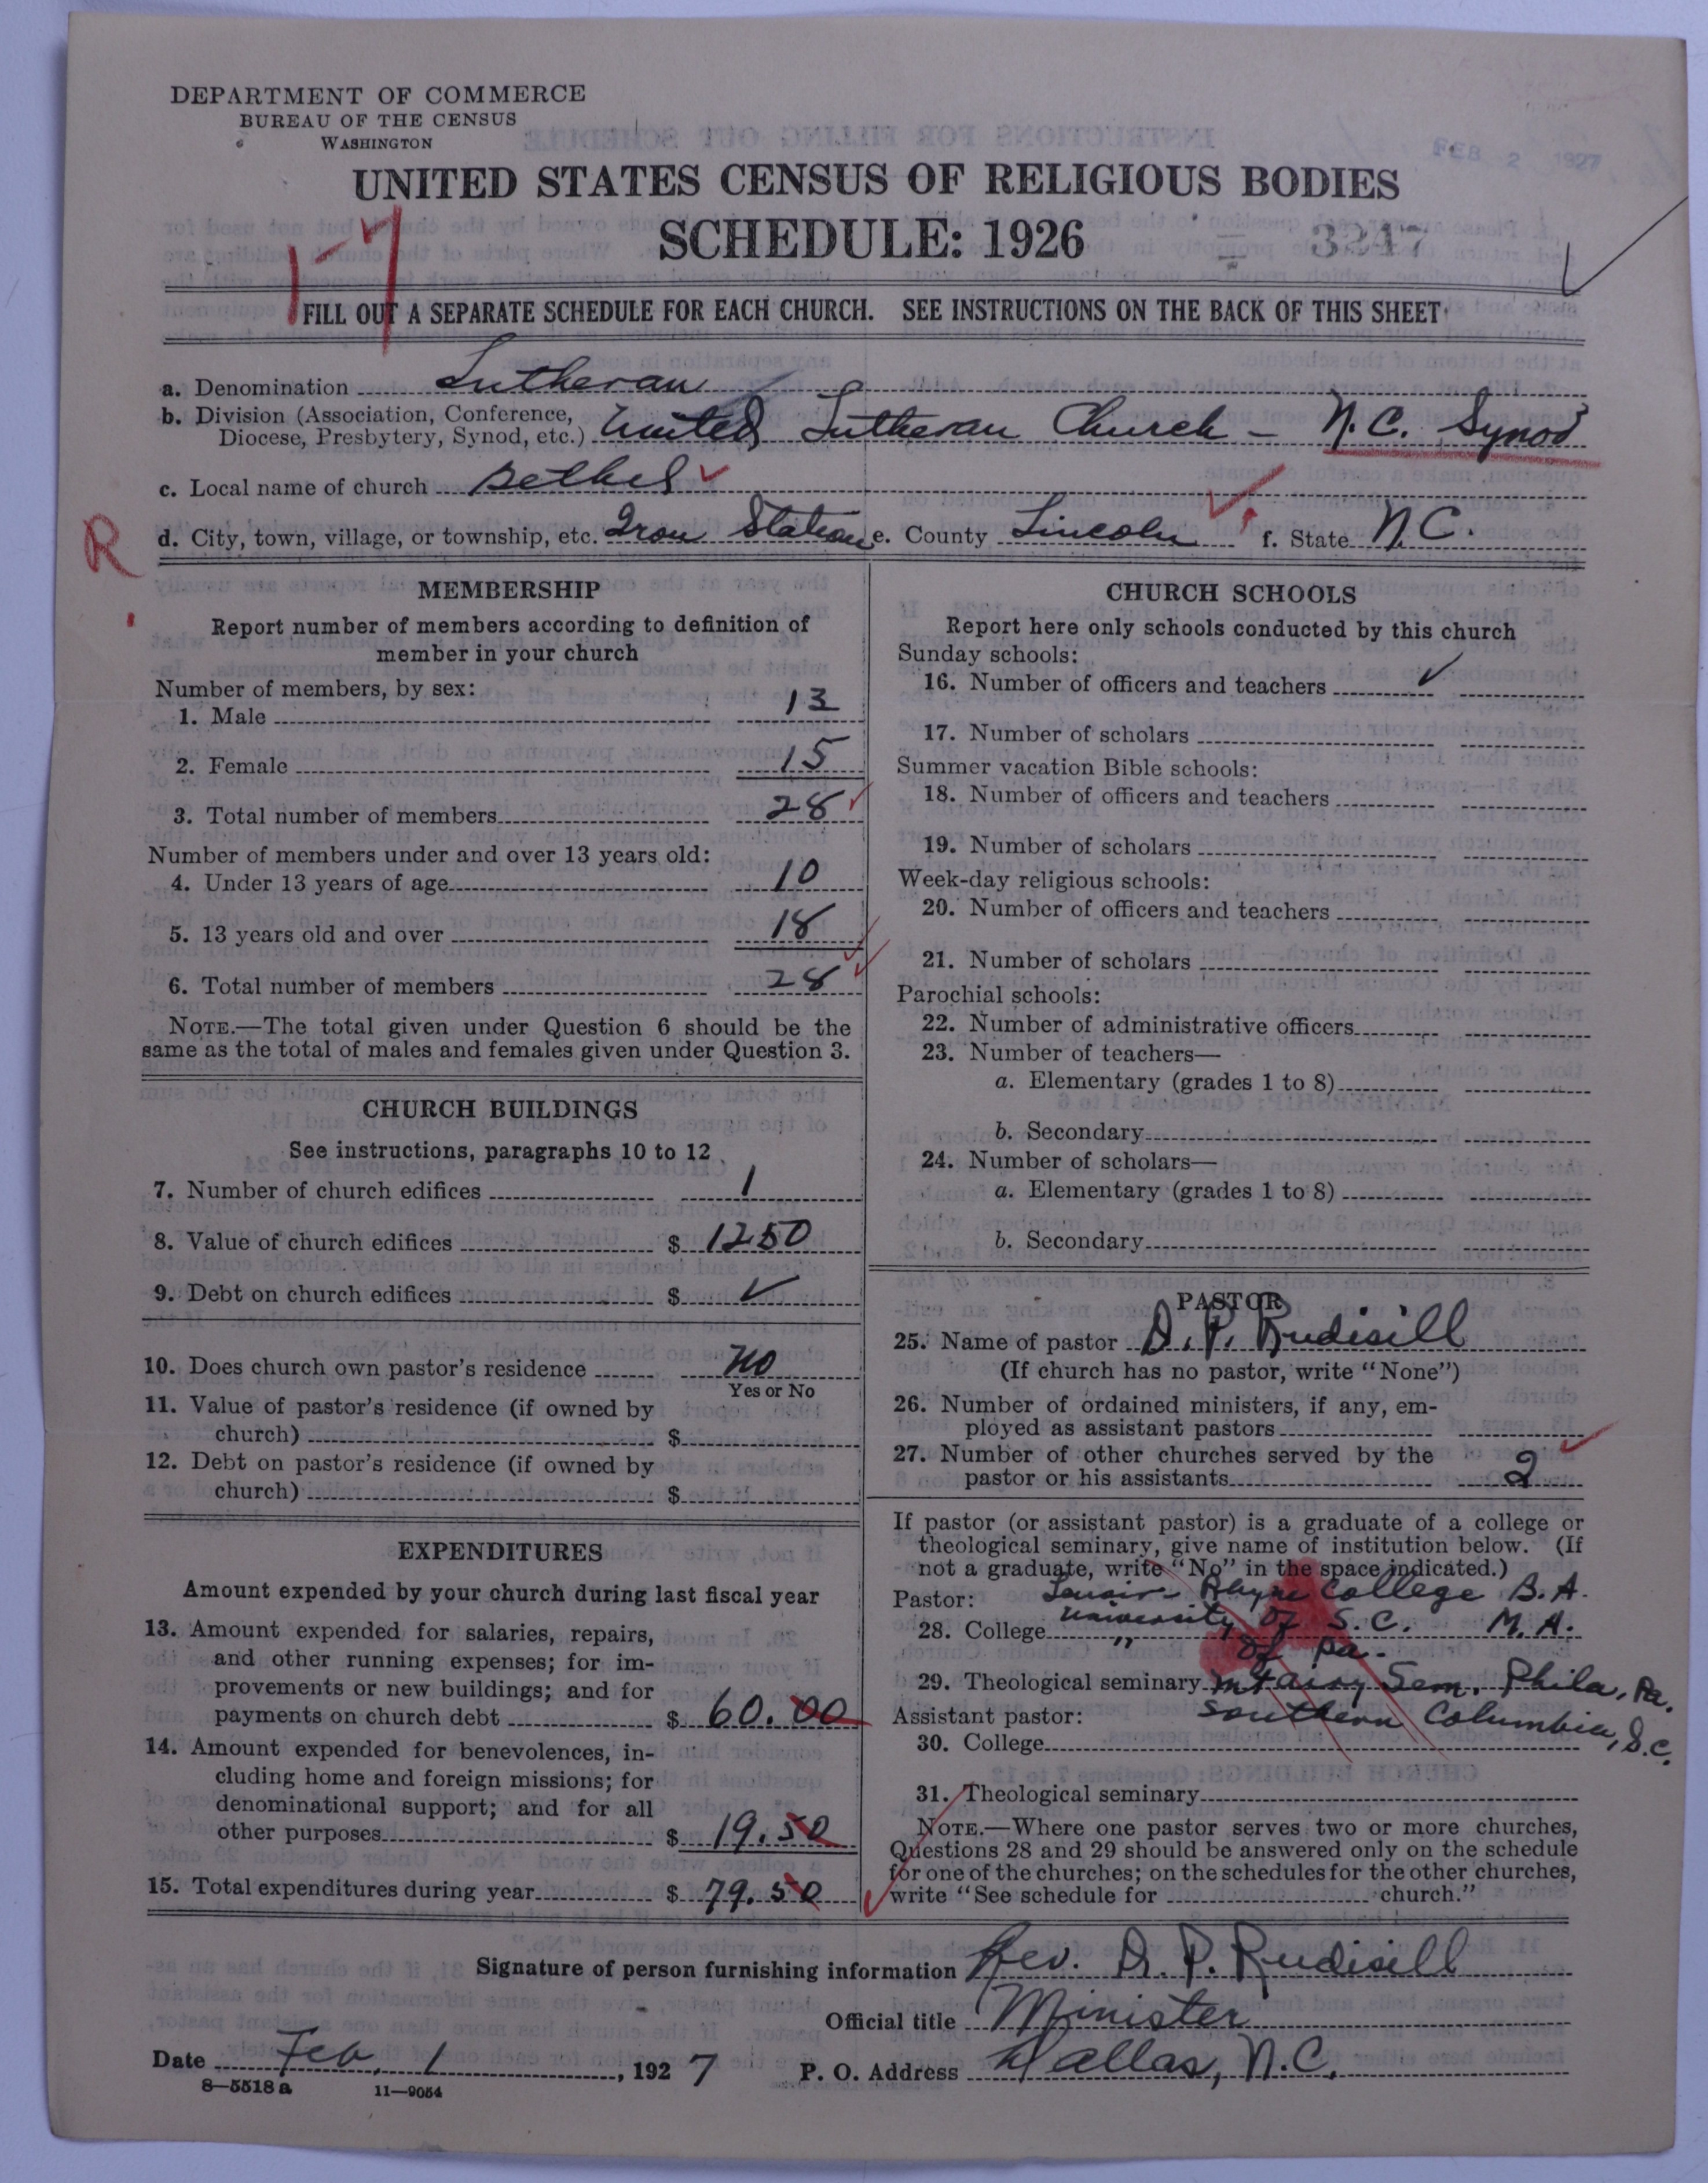 DEPARTMENT OF COMMERCE
BUREAU OF THE CENSUS
WASHINGTON
FEB 2 1927
UNITED STATES CENSUS OF RELIGIOUS BODIES
SCHEDULE: 1926
3247
1-7
FILL OUT A SEPARATE SCHEDULE FOR EACH CHURCH. SEE INSTRUCTIONS ON THE BACK OF THIS SHEET
a. Denomination Lutheran
b. Division (Association, Conference,
Diocese, Presbytery, Synod, etc.) United Lutheran Church - N.C. Synod
c. Local name of church Bethel
R
d. City, town, village, or township, etc. Iron Station e. County Lincoln f. State N.C.
MEMBERSHIP
Report number of members according to definition of
member in your church
Number of members, by sex:
1. Male 13
2. Female 15
3. Total number of members 28
Number of members under and over 13 years old:
4. Under 13 years of age 10
5. 13 years old and over 18
6. Total number of members 28
NOTE.—The total given under Question 6 should be the
same as the total of males and females given under Question 3.
CHURCH BUILDINGS
See instructions, paragraphs 10 to 12
7. Number of church edifices 1
8. Value of church edifices $ 1250
9. Debt on church edifices $ ✓
10. Does church own pastor's residence No
Yes or No
11. Value of pastor's residence (if owned by
church) $
12. Debt on pastor's residence (if owned by
church) $
EXPENDITURES
Amount expended by your church during last fiscal year
13. Amount expended for salaries, repairs,
and other running expenses; for im-
provements or new buildings; and for
payments on church debt $ 60.00
14. Amount expended for benevolences, in-
cluding home and foreign missions; for
denominational support; and for all
other purposes $ 19.50
15. Total expenditures during year $ 79.50
CHURCH SCHOOLS
Report here only schools conducted by this church
Sunday schools:
16. Number of officers and teachers ✓
17. Number of scholars
Summer vacation Bible schools:
18. Number of officers and teachers
19. Number of scholars
Week-day religious schools:
20. Number of officers and teachers
21. Number of scholars
Parochial schools:
22. Number of administrative officers
23. Number of teachers—
a. Elementary (grades 1 to 8)
b. Secondary
24. Number of scholars—
a. Elementary (grades 1 to 8)
b. Secondary
PASTOR
25. Name of pastor D. P. Rudisill
(If church has no pastor, write "None")
26. Number of ordained ministers, if any, em-
ployed as assistant pastors
27. Number of other churches served by the
pastor or his assistants 2
If pastor (or assistant pastor) is a graduate of a college or
theological seminary, give name of institution below. (If
not a graduate, write "No" in the space indicated.)
Pastor: Lenoir-Rhyne College B.A.
University of S.C. M.A.
28. College
" of Pa.
29. Theological seminary Mt Airy Sem. Phila, Pa.
Assistant pastor: Southern Columbia, S.C.
30. College
31. Theological seminary
NOTE.—Where one pastor serves two or more churches,
Questions 28 and 29 should be answered only on the schedule
for one of the churches; on the schedules for the other churches,
write "See schedule for church."
Signature of person furnishing information Rev. D. P. Rudisill
Official title Minister
Date Feb. 1, 1927 P. O. Address Dallas, N.C.
8—5518a 11—9054